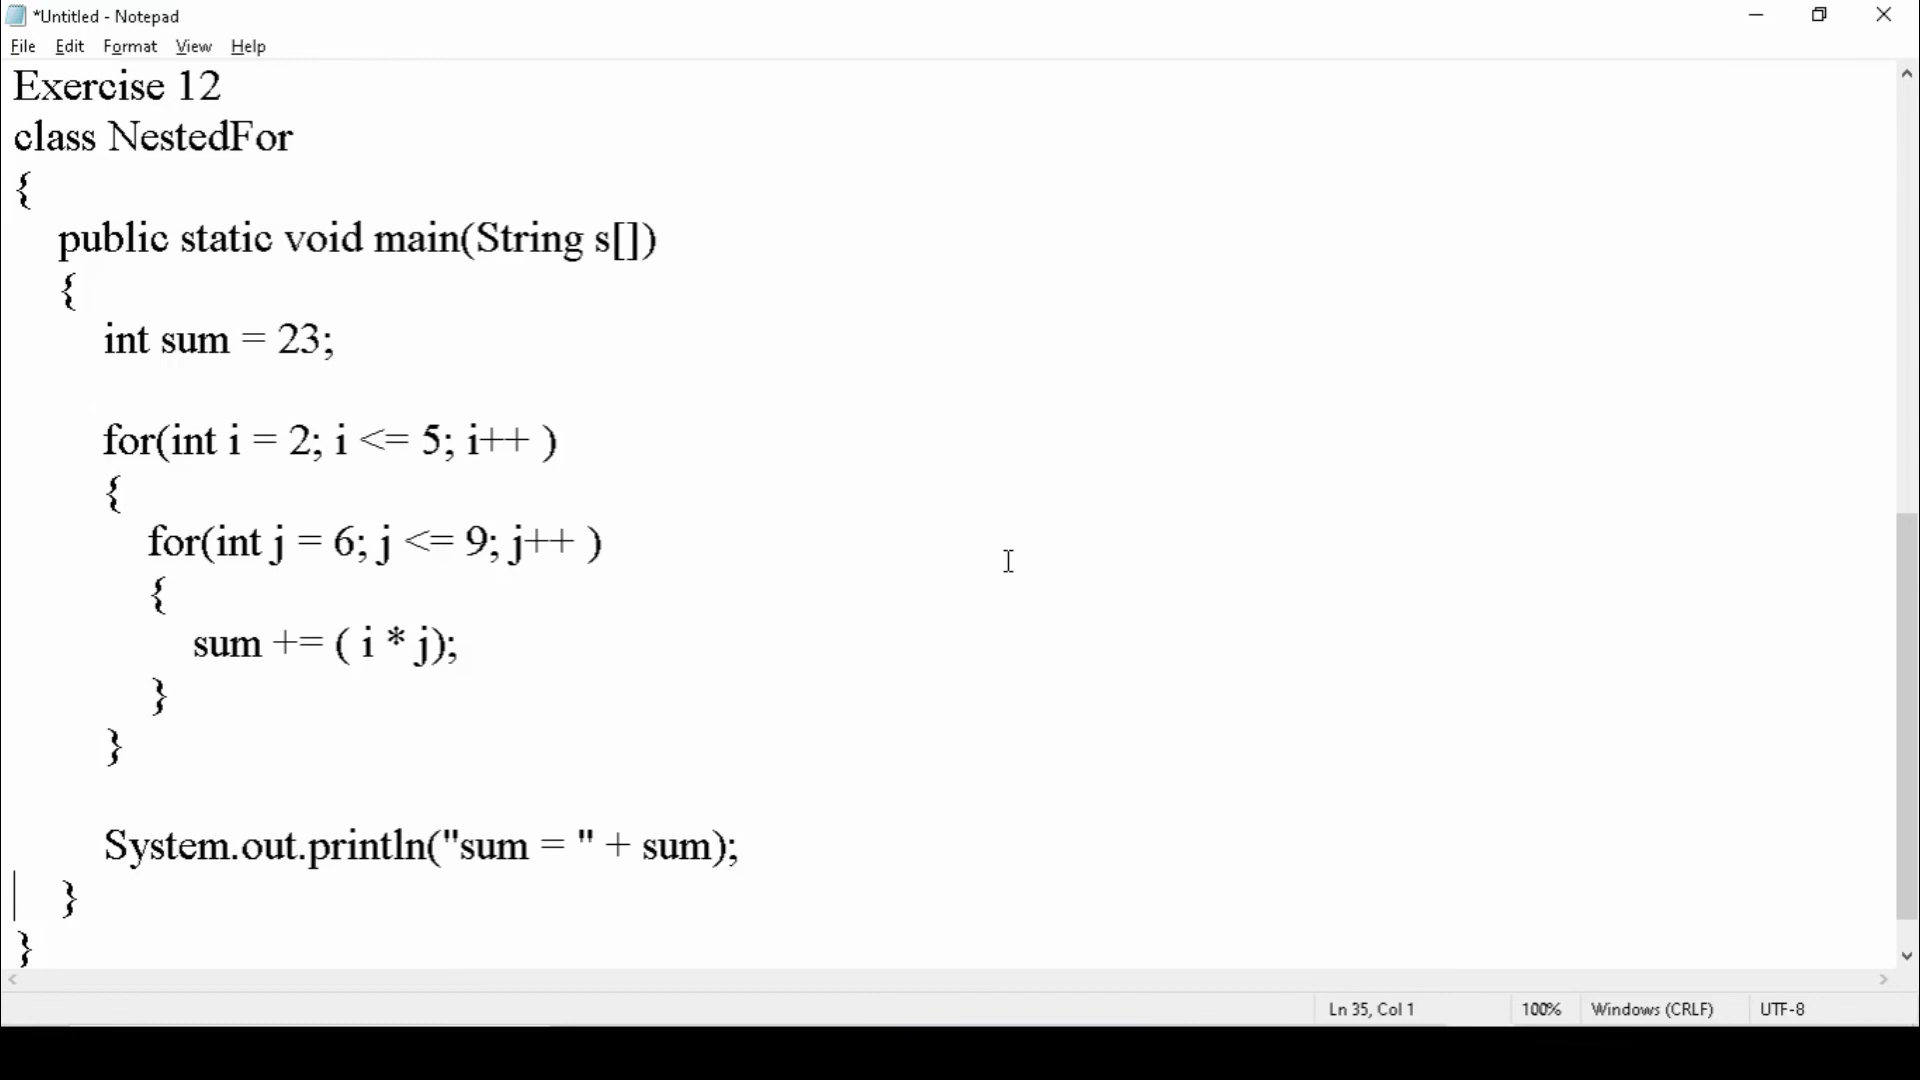 *Untitled - Notepad
File Edit Format View Help
Exercise 12
class NestedFor
{
public static void main(String s[])
{
int sum = 23;
for(int i = 2; i <= 5; i++ )
{
for(int j = 6; j <= 9; j++ )
{
sum += ( i * j);
}
}
System.out.println("sum = " + sum);
}
}
Ln 35, Col 1 100% Windows (CRLF) UTF-8